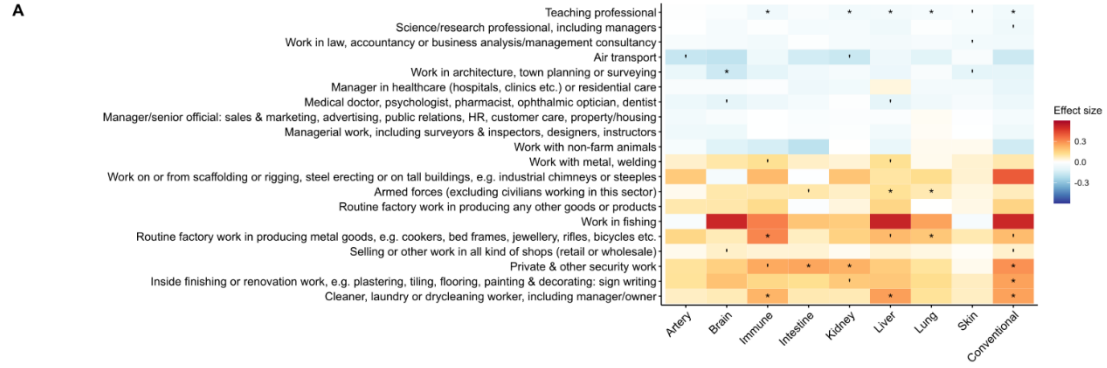 A
Teaching professional
Science/research professional, including managers
Work in law, accountancy or business analysis/management consultancy
Air transport
Work in architecture, town planning or surveying
Manager in healthcare (hospitals, clinics etc.) or residential care
Medical doctor, psychologist, pharmacist, ophthalmic optician, dentist
Manager/senior official: sales & marketing, advertising, public relations, HR, customer care, property/housing
Managerial work, including surveyors & inspectors, designers, instructors
Work with non-farm animals
Work with metal, welding
Work on or from scaffolding or rigging, steel erecting or on tall buildings, e.g. industrial chimneys or steeples
Armed forces (excluding civilians working in this sector)
Routine factory work in producing any other goods or products
Work in fishing
Routine factory work in producing metal goods, e.g. cookers, bed frames, jewellery, rifles, bicycles etc.
Selling or other work in all kind of shops (retail or wholesale)
Private & other security work
Inside finishing or renovation work, e.g. plastering, tiling, flooring, painting & decorating: sign writing
Cleaner, laundry or drycleaning worker, including manager/owner
Artery
Brain
Immune
Intestine
Kidney
Liver
Lung
Skin
Conventional
Effect size
0.3
0.0
-0.3